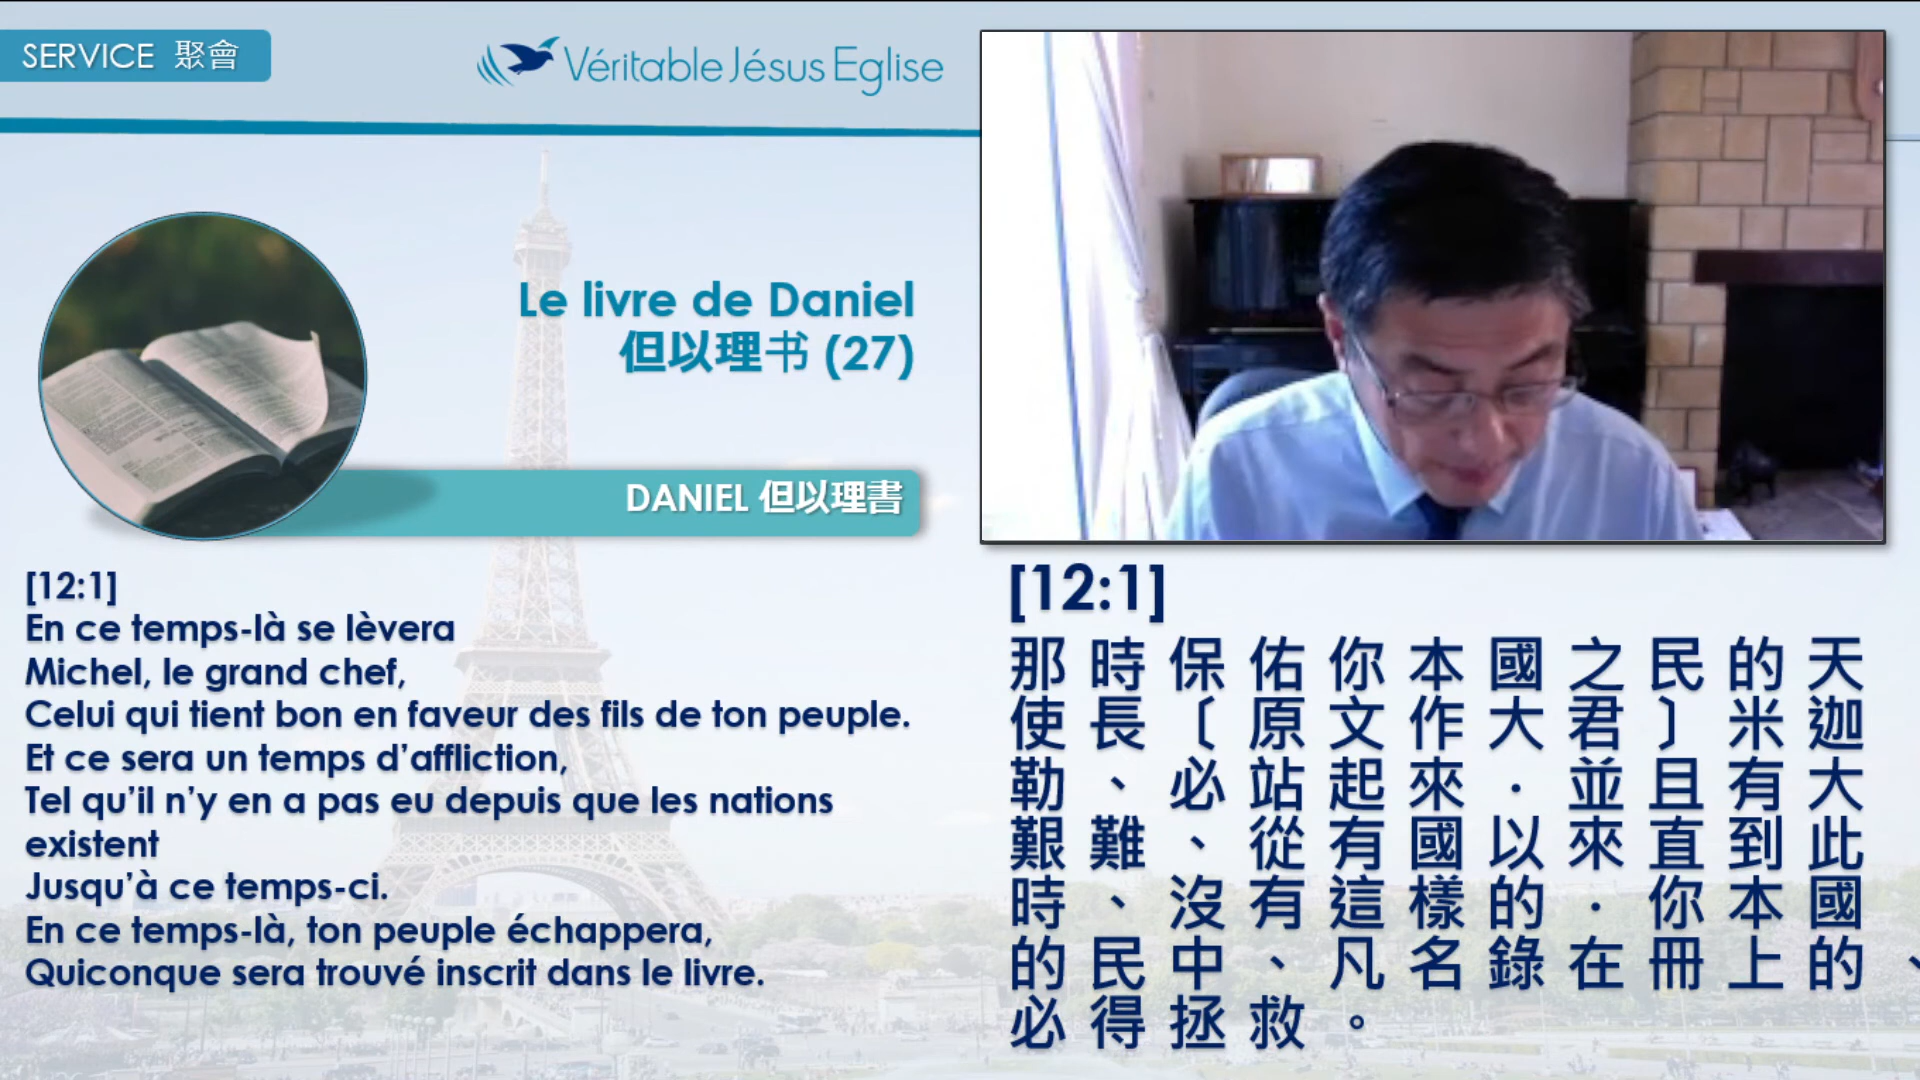 SERVICE 聚會
Véritable Jésus Eglise
Le livre de Daniel
但以理书 (27)
DANIEL 但以理書
[12:1]
En ce temps-là se lèvera
Michel, le grand chef,
Celui qui tient bon en faveur des fils de ton peuple.
Et ce sera un temps d’affliction,
Tel qu’il n’y en a pas eu depuis que les nations
existent
Jusqu’à ce temps-ci.
En ce temps-là, ton peuple échappera,
Quiconque sera trouvé inscrit dans le livre.
[12:1]
那時保佑你本國之民的天
使長〔原文作大君〕米迦
勒、必站起來．並且有大
艱難、從有國以來直到此
時、沒有這樣的．你本國
的民中、凡名錄在冊上的、
必得拯救。